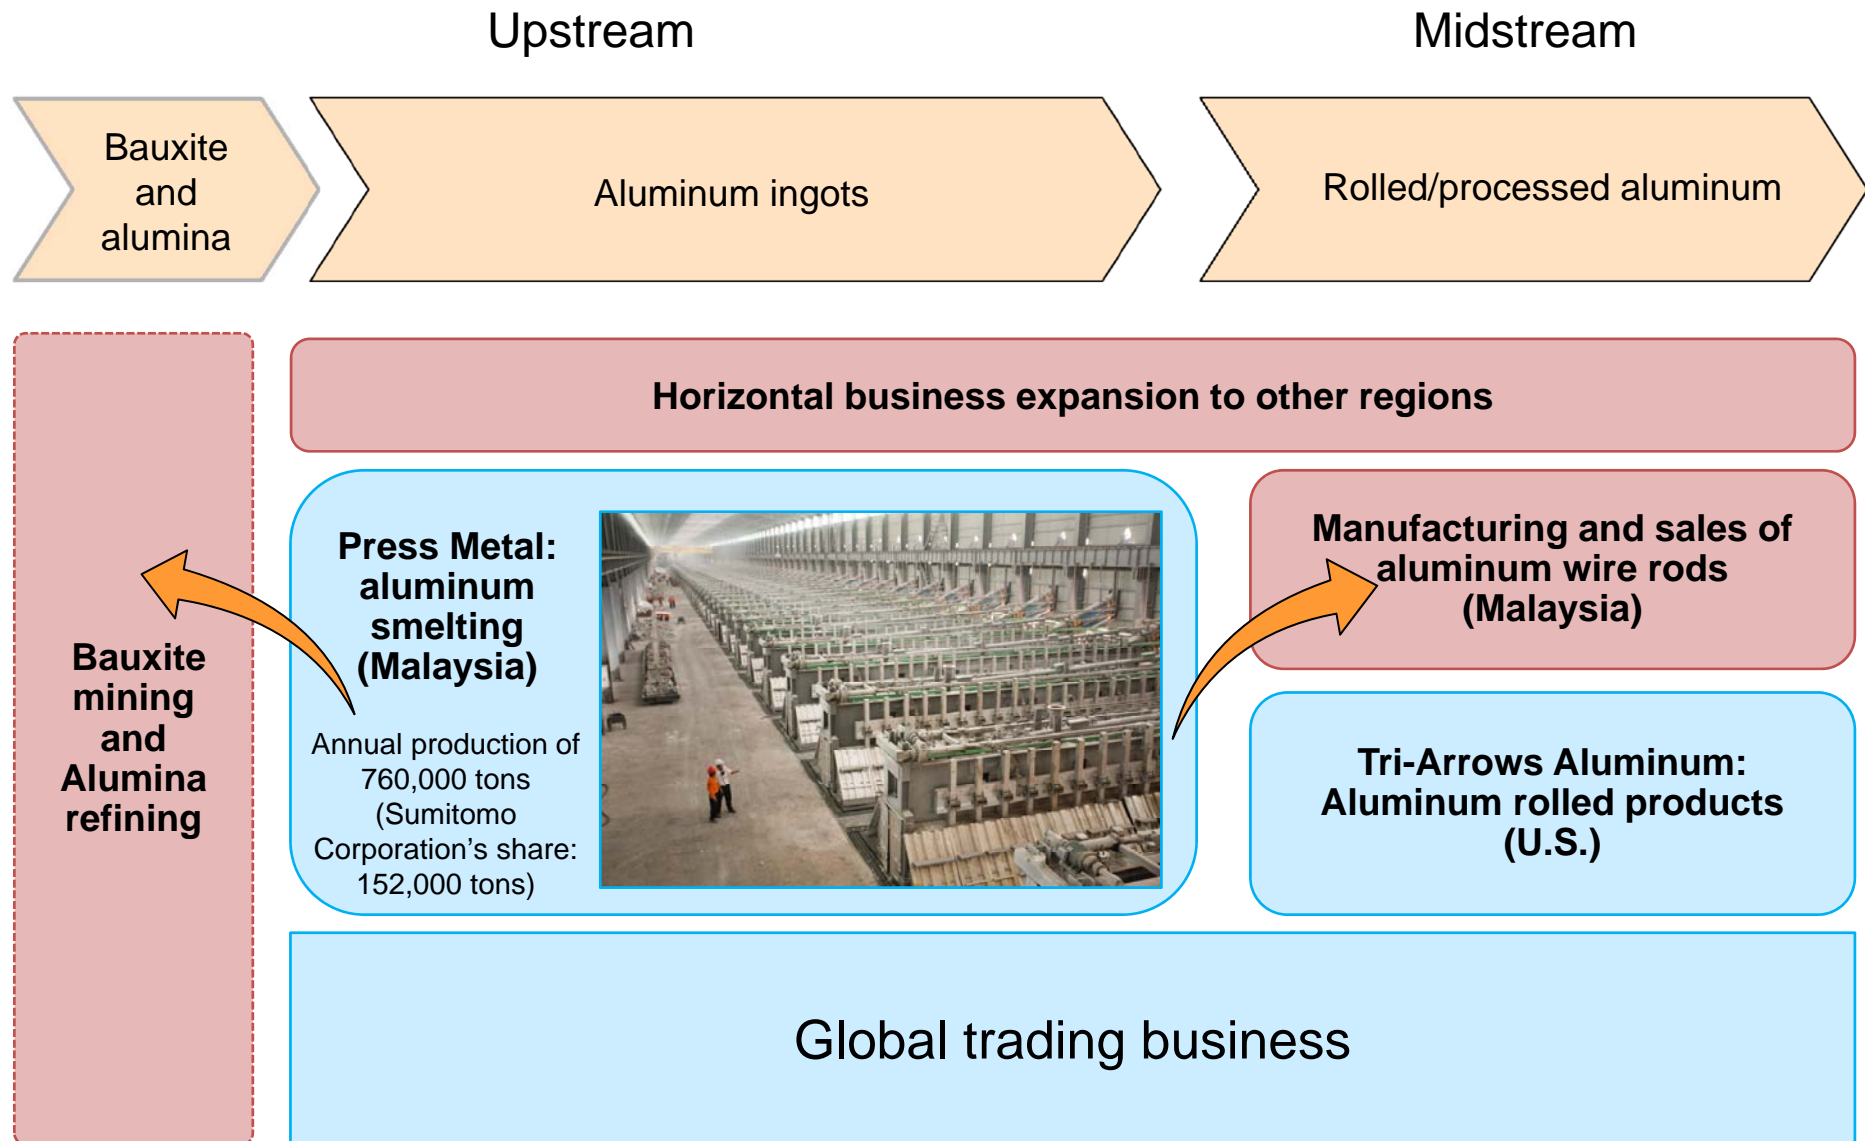 Upstream
Midstream
Bauxite
and
alumina
Aluminum ingots
Rolled/processed aluminum
Horizontal business expansion to other regions
Bauxite
mining
and
Alumina
refining
Press Metal:
aluminum
smelting
(Malaysia)
Annual production of
760,000 tons
(Sumitomo
Corporation’s share:
152,000 tons)
Manufacturing and sales of
aluminum wire rods
(Malaysia)
Tri-Arrows Aluminum:
Aluminum rolled products
(U.S.)
Global trading business